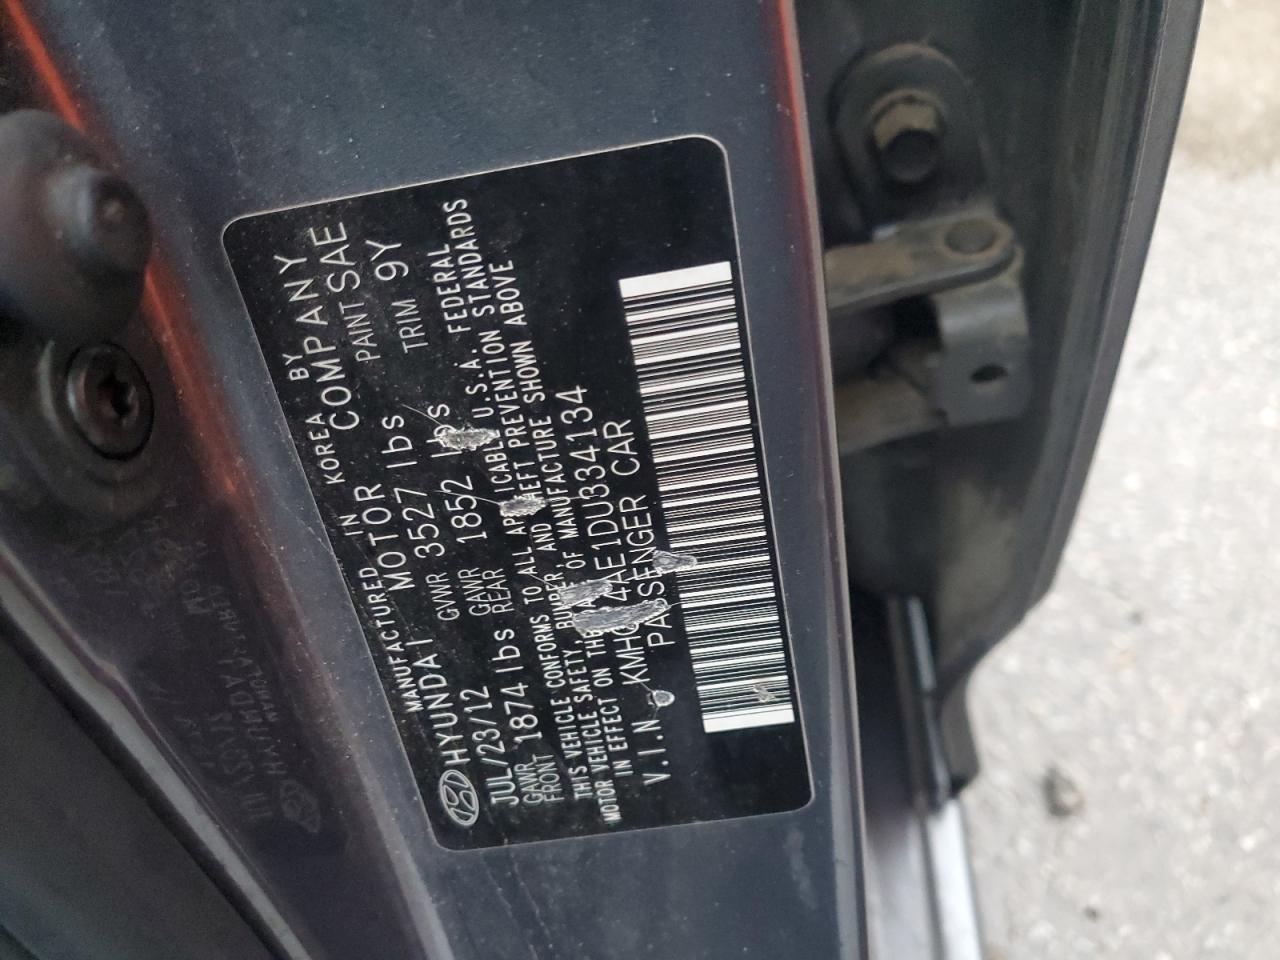 MANUFACTURED IN KOREA BY
HYUNDAI MOTOR COMPANY
JUL/23/12 GVWR 3527 lbs PAINT SAE
GAWR FRONT 1874 lbs GAWR REAR 1852 lbs TRIM 9Y
THIS VEHICLE CONFORMS TO ALL APPLICABLE U.S.A. FEDERAL
MOTOR VEHICLE SAFETY, BUMPER, AND THEFT PREVENTION STANDARDS
IN EFFECT ON THE DATE OF MANUFACTURE SHOWN ABOVE
V.I.N KMH 4AE1DU334134
PASSENGER CAR